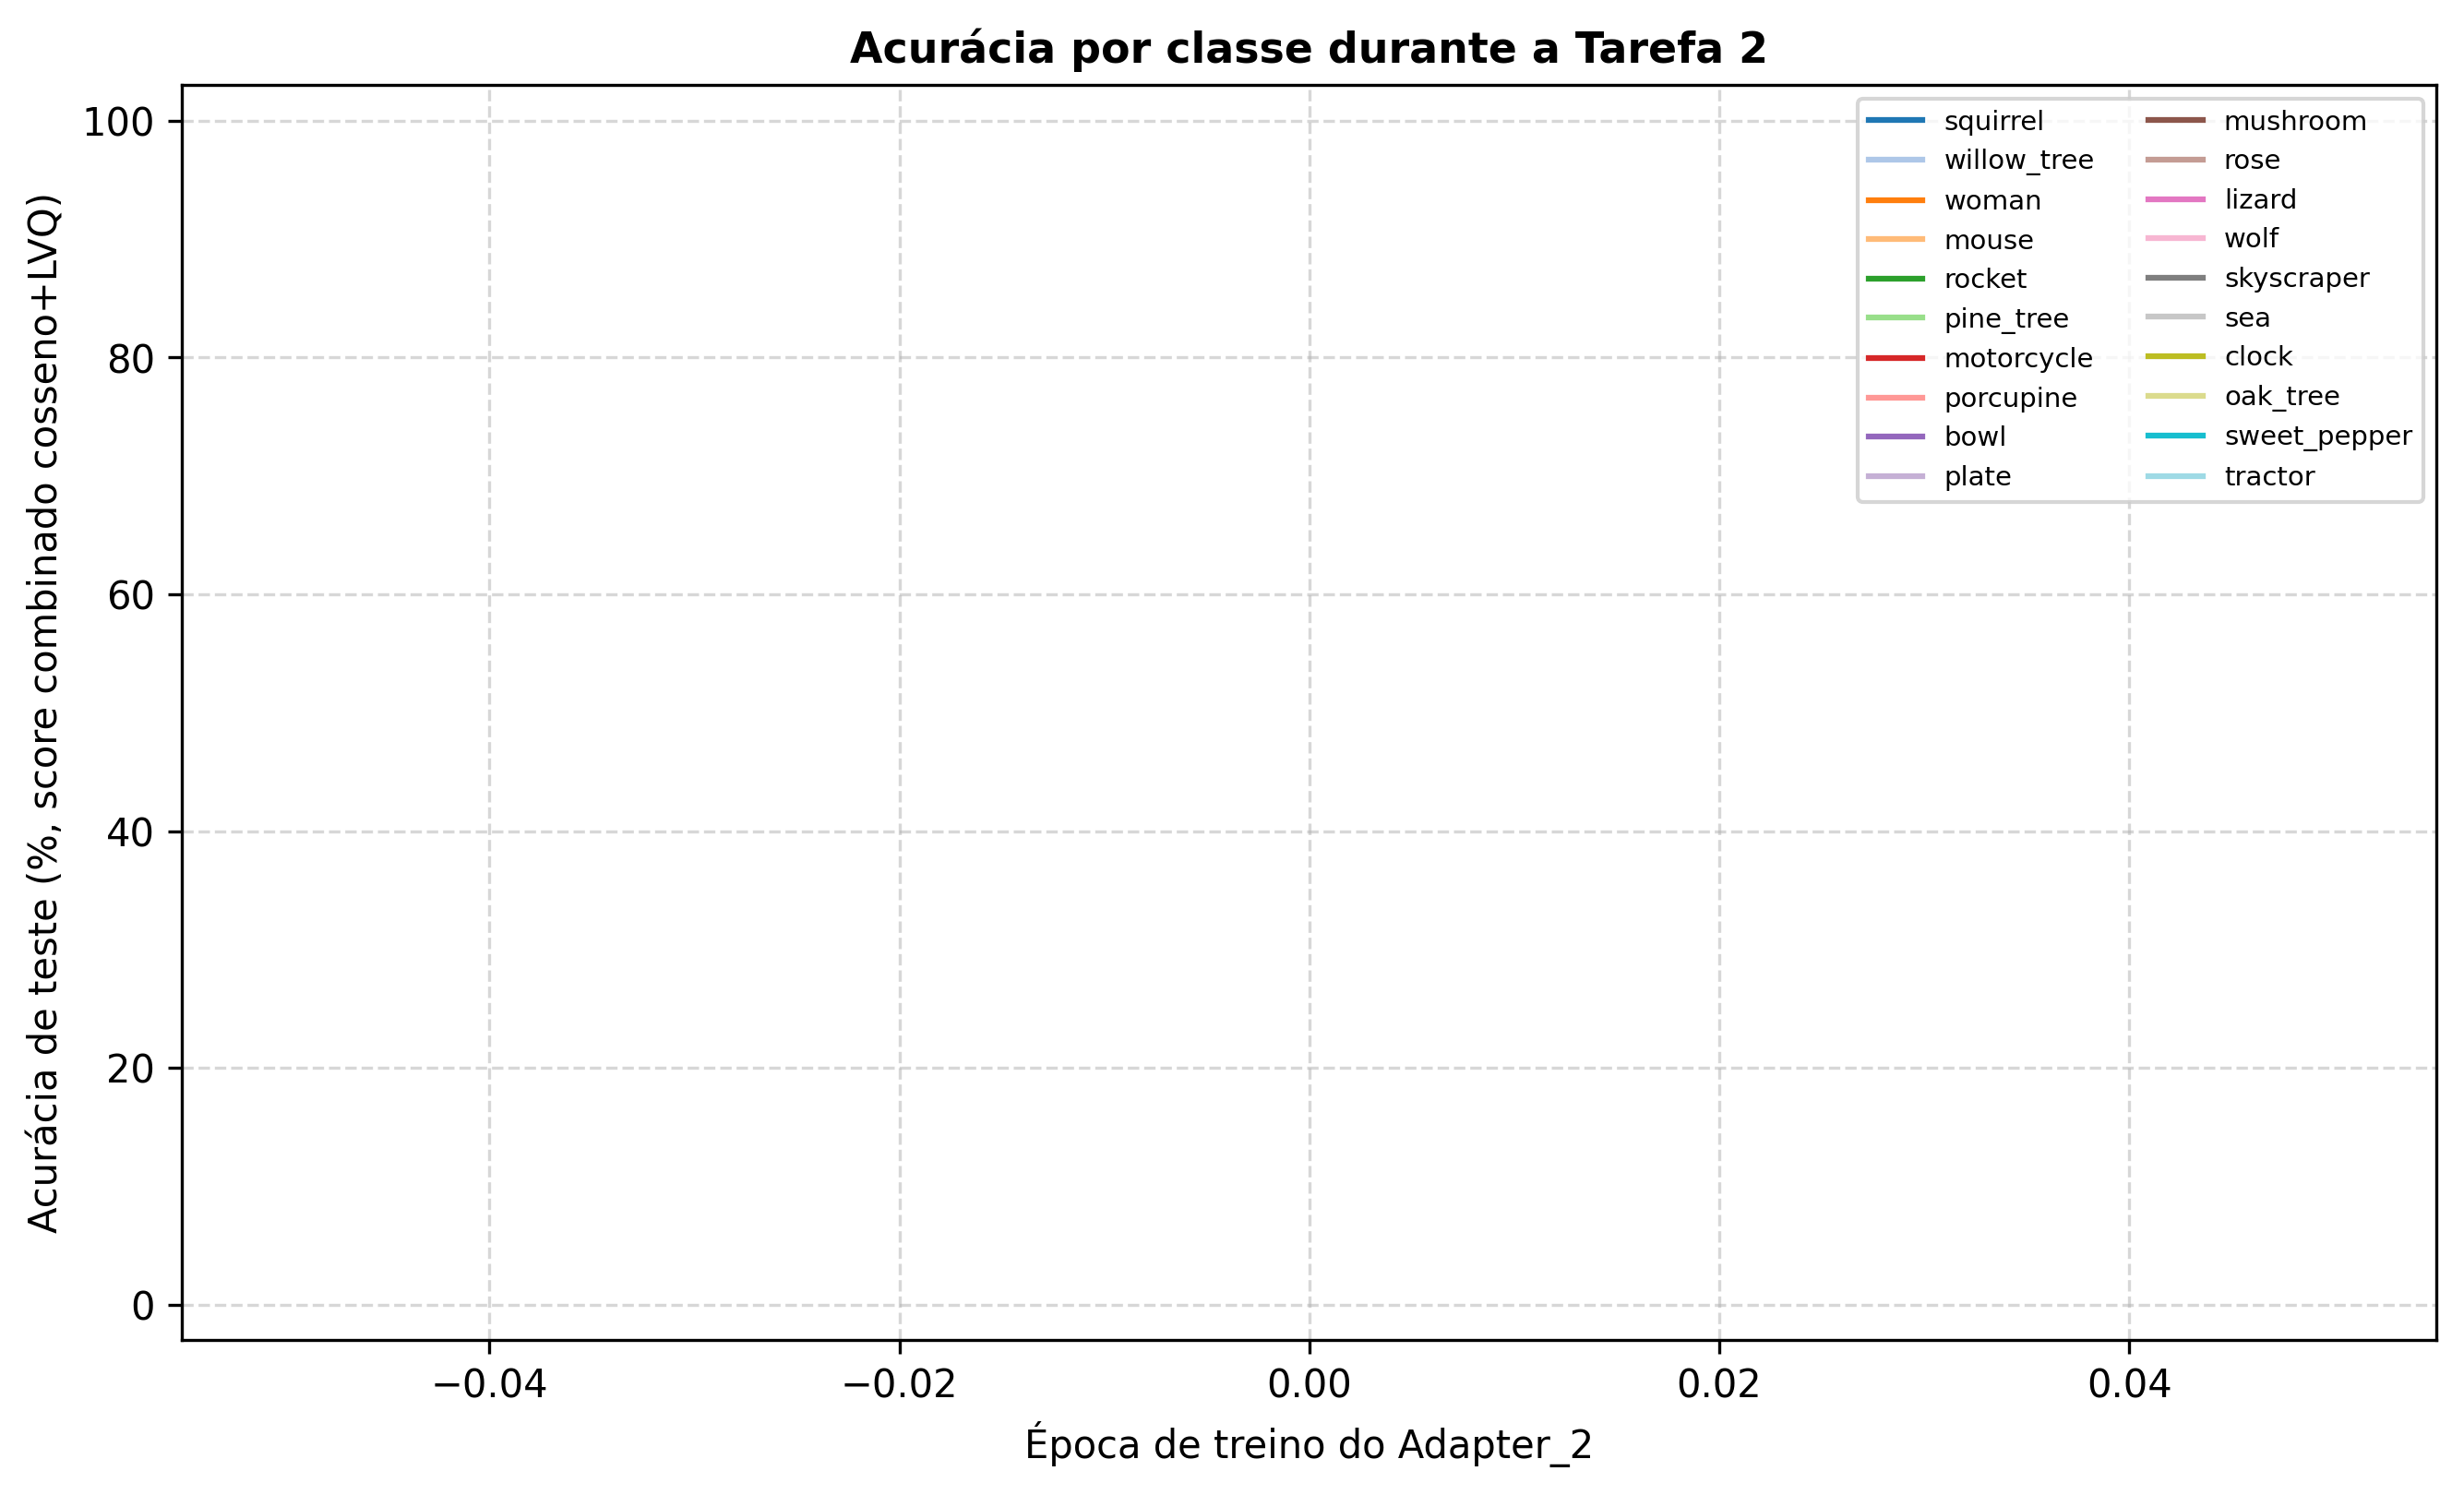 Acurácia por classe durante a Tarefa 2
Acurácia de teste (%, score combinado cosseno+LVQ)
100
80
60
40
20
0
squirrel
willow_tree
woman
mouse
rocket
pine_tree
motorcycle
porcupine
bowl
plate
mushroom
rose
lizard
wolf
skyscraper
sea
clock
oak_tree
sweet_pepper
tractor
−0.04
−0.02
0.00
0.02
0.04
Época de treino do Adapter_2